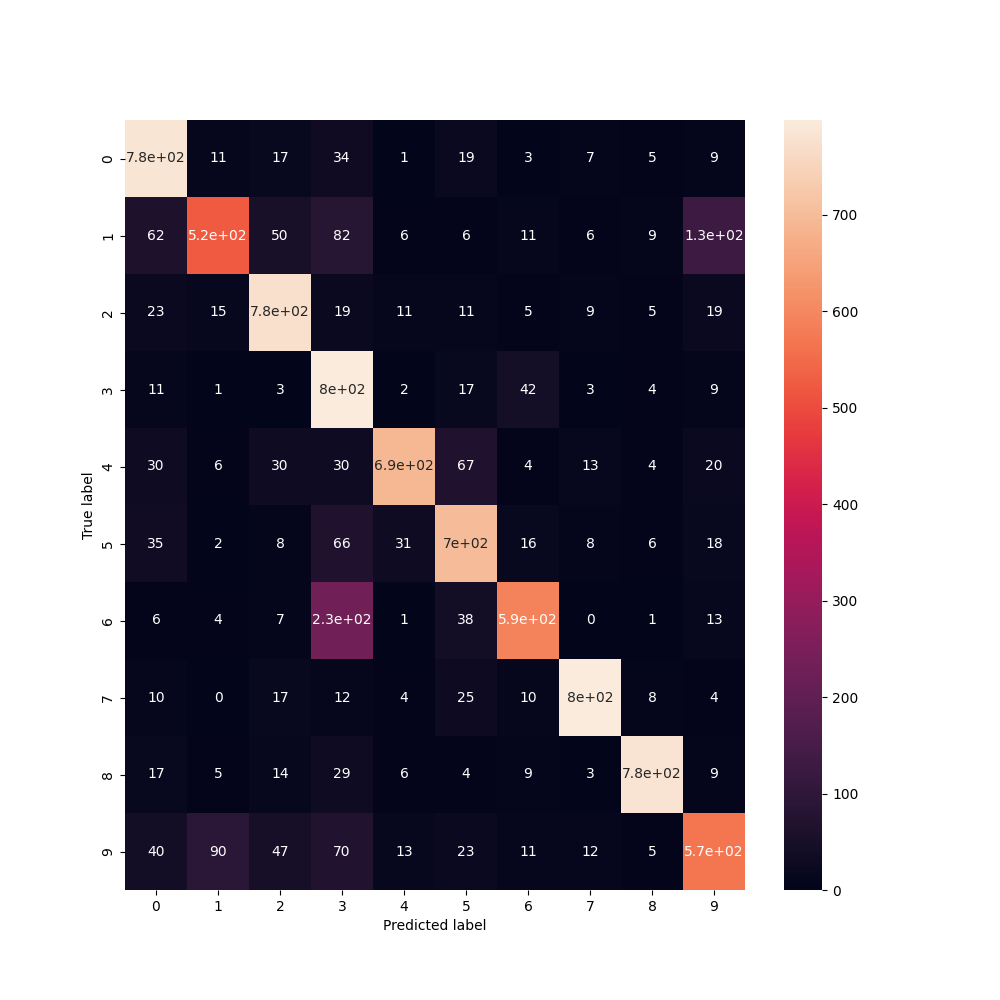 0 7.8e+02 11 17 34 1 19 3 7 5 9
1 62 5.2e+02 50 82 6 6 11 6 9 1.3e+02
2 23 15 7.8e+02 19 11 11 5 9 5 19
3 11 1 3 8e+02 2 17 42 3 4 9
4 30 6 30 30 6.9e+02 67 4 13 4 20
5 35 2 8 66 31 7e+02 16 8 6 18
6 6 4 7 2.3e+02 1 38 5.9e+02 0 1 13
7 10 0 17 12 4 25 10 8e+02 8 4
8 17 5 14 29 6 4 9 3 7.8e+02 9
9 40 90 47 70 13 23 11 12 5 5.7e+02
0 1 2 3 4 5 6 7 8 9
Predicted label
True label
700
600
500
400
300
200
100
0